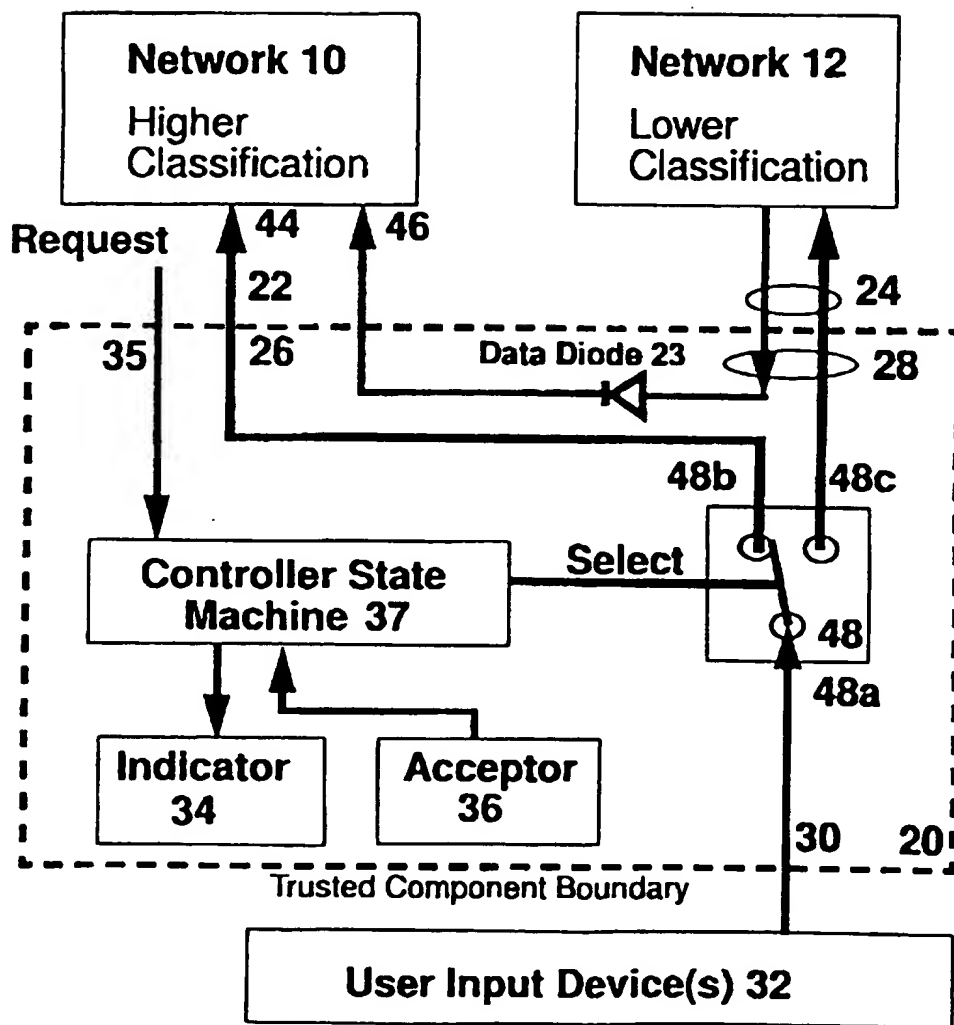 Network 10
Higher
Classification
Network 12
Lower
Classification
Request
44
46
22
24
35
26
Data Diode 23
28
48b
48c
Controller State
Machine 37
Select
48
48a
Indicator
34
Acceptor
36
30
20
Trusted Component Boundary
User Input Device(s) 32